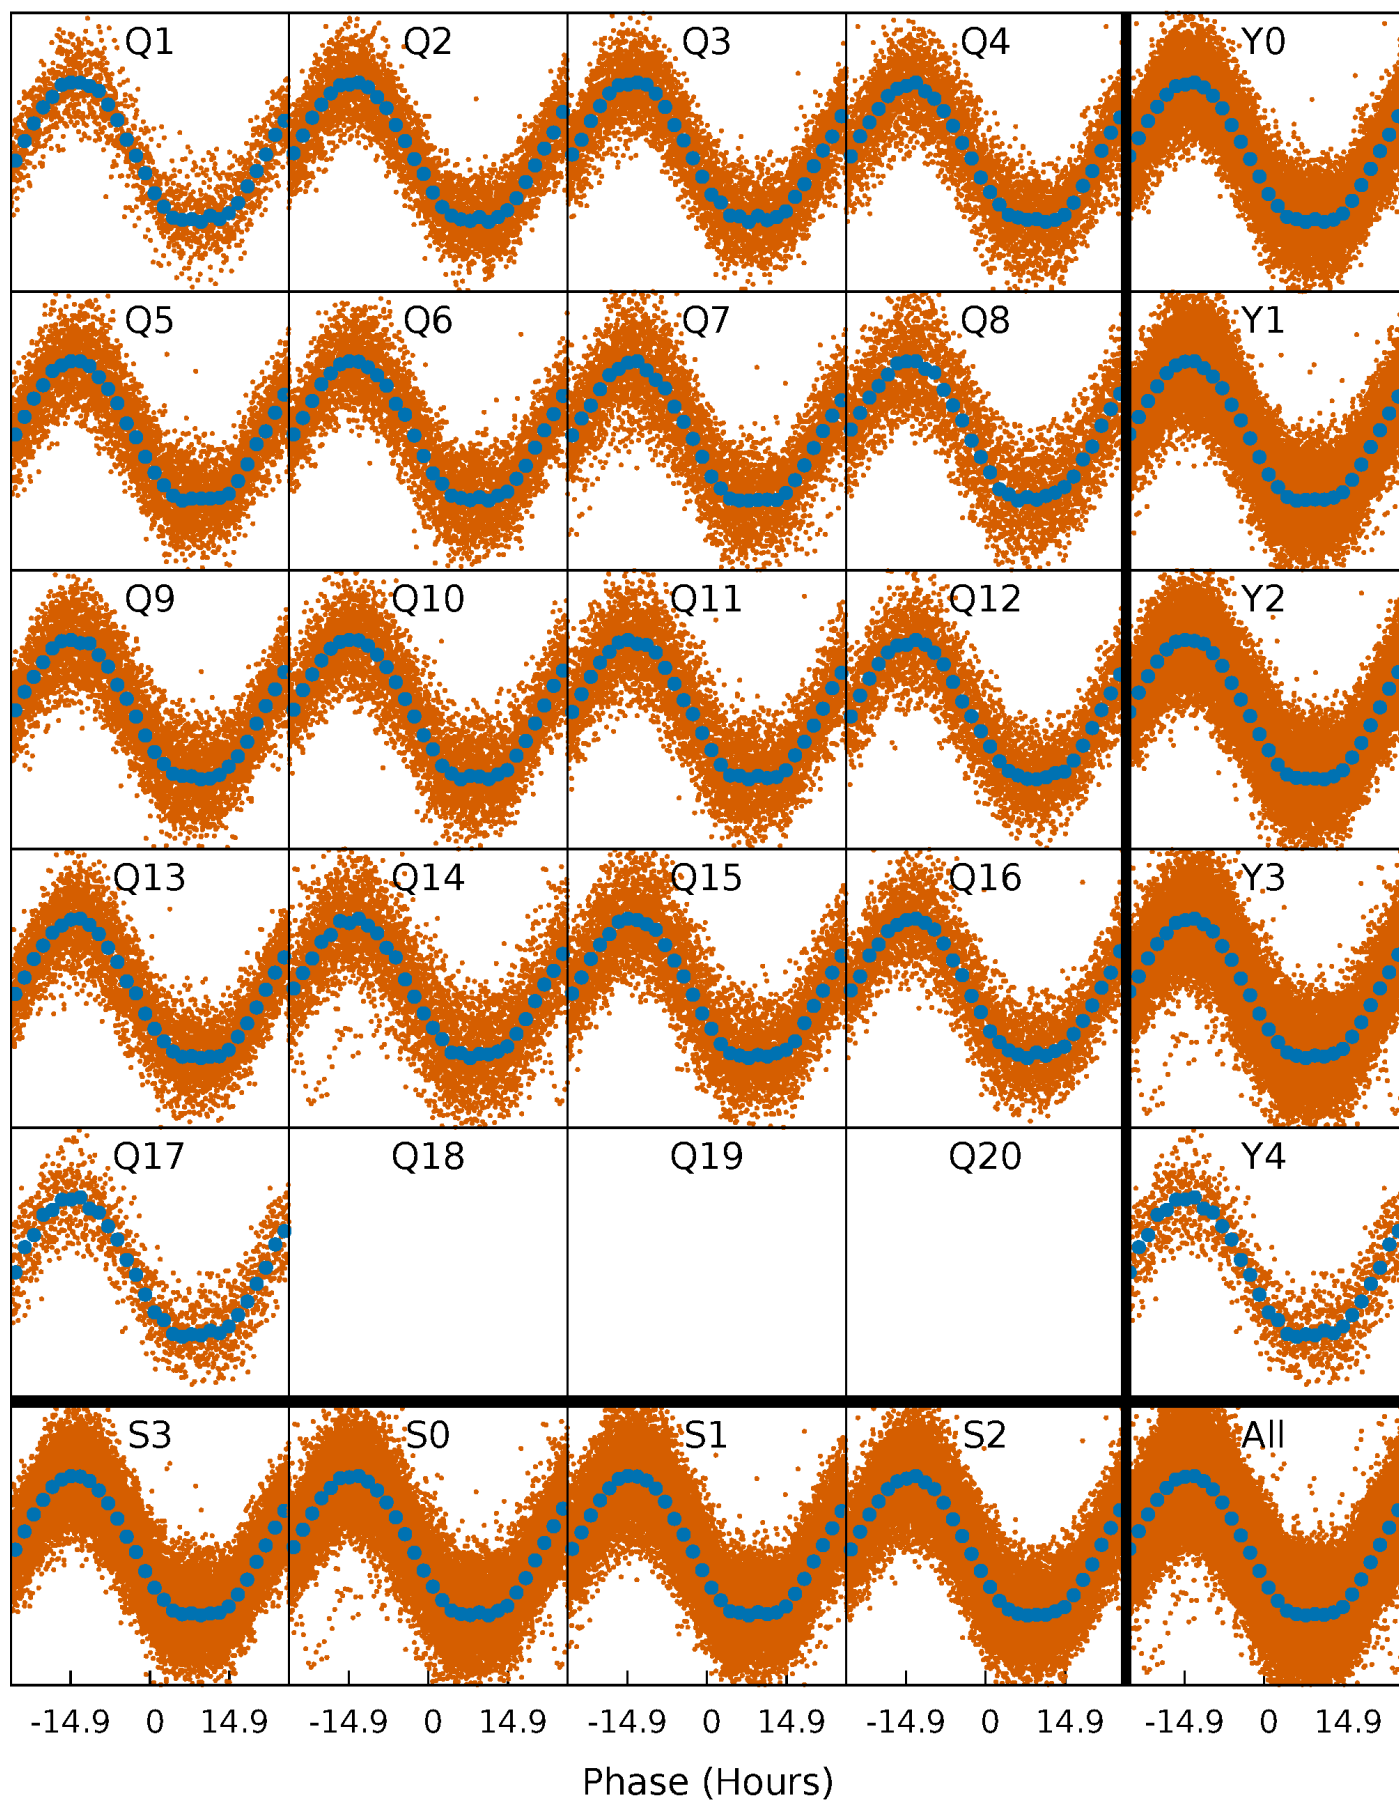 Q1 Q2 Q3 Q4 Y0
Q5 Q6 Q7 Q8 Y1
Q9 Q10 Q11 Q12 Y2
Q13 Q14 Q15 Q16 Y3
Q17 Q18 Q19 Q20 Y4
S3 S0 S1 S2 All
-14.9 0 14.9 -14.9 0 14.9 -14.9 0 14.9 -14.9 0 14.9 -14.9 0 14.9
Phase (Hours)